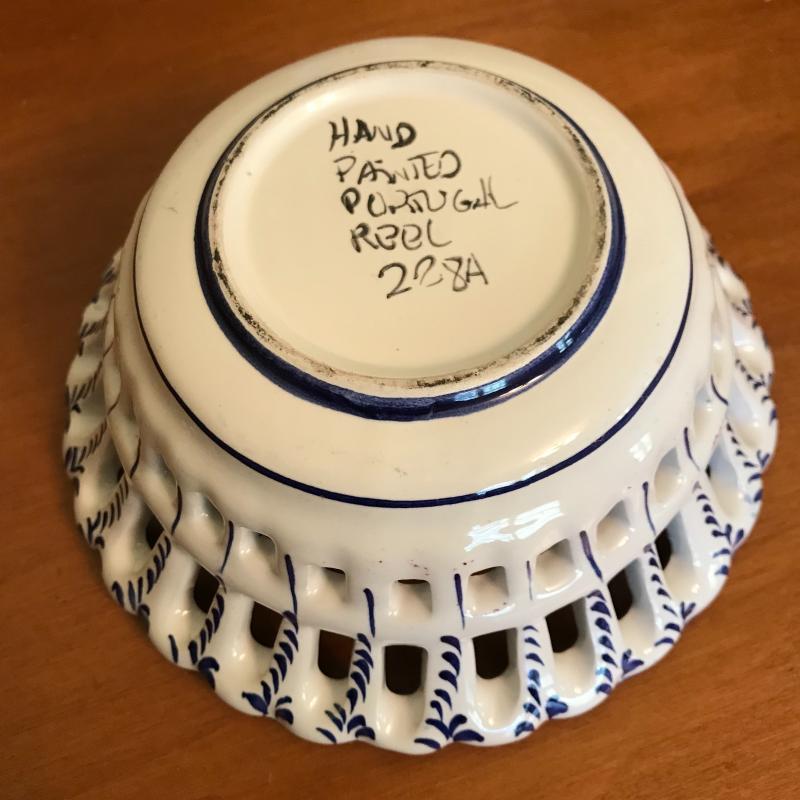 HAND
PAINTED
PORTUGAL
REEL
228A